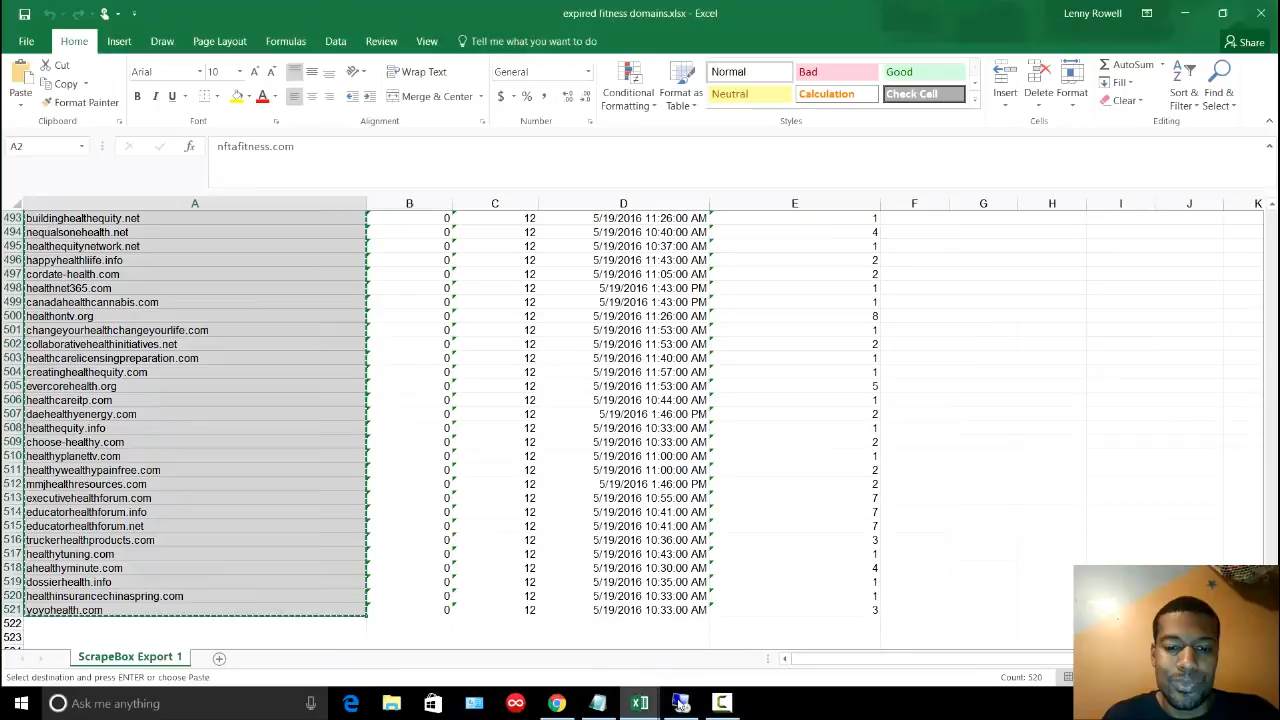 expired fitness domains.xlsx - Excel
Lenny Rowell
File Home Insert Draw Page Layout Formulas Data Review View Tell me what you want to do Share
Paste
Cut
Copy
Format Painter
Clipboard
Arial 10
B I U
Font
Wrap Text
Merge & Center
Alignment
General
$ % ,
Number
Conditional Formatting
Format as Table
Normal Bad Good
Neutral Calculation Check Cell
Styles
Insert Delete Format
Cells
AutoSum
Fill
Clear
Sort & Filter
Find & Select
Editing
A2 fx nftafitness.com
A B C D E F G H I J K
493 buildinghealthequity.net 0 12 5/19/2016 11:26:00 AM 1
494 nequalsonehealth.net 0 12 5/19/2016 10:40:00 AM 4
495 healthequitynetwork.net 0 12 5/19/2016 10:37:00 AM 1
496 happyhealthliife.info 0 12 5/19/2016 11:43:00 AM 2
497 cordate-health.com 0 12 5/19/2016 11:05:00 AM 2
498 healthnet365.com 0 12 5/19/2016 1:43:00 PM 1
499 canadahealthcannabis.com 0 12 5/19/2016 1:43:00 PM 1
500 healthontv.org 0 12 5/19/2016 11:26:00 AM 8
501 changeyourhealthchangeyourlife.com 0 12 5/19/2016 11:53:00 AM 1
502 collaborativehealthinitiatives.net 0 12 5/19/2016 11:53:00 AM 2
503 healthcarelicensingpreparation.com 0 12 5/19/2016 11:40:00 AM 1
504 creatinghealthequity.com 0 12 5/19/2016 11:57:00 AM 1
505 evercorehealth.org 0 12 5/19/2016 11:53:00 AM 5
506 healthcareitp.com 0 12 5/19/2016 10:44:00 AM 1
507 daehealthyenergy.com 0 12 5/19/2016 1:46:00 PM 2
508 healthequity.info 0 12 5/19/2016 10:33:00 AM 1
509 choose-healthy.com 0 12 5/19/2016 10:33:00 AM 2
510 healthyplanettv.com 0 12 5/19/2016 11:00:00 AM 1
511 healthywealthypainfree.com 0 12 5/19/2016 11:00:00 AM 2
512 mmjhealthresources.com 0 12 5/19/2016 1:46:00 PM 2
513 executivehealthforum.com 0 12 5/19/2016 10:55:00 AM 7
514 educatorhealthforum.info 0 12 5/19/2016 10:41:00 AM 7
515 educatorhealthforum.net 0 12 5/19/2016 10:41:00 AM 7
516 truckerhealthproducts.com 0 12 5/19/2016 10:36:00 AM 3
517 healthytuning.com 0 12 5/19/2016 10:43:00 AM 1
518 ahealthyminute.com 0 12 5/19/2016 10:30:00 AM 4
519 dossierhealth.info 0 12 5/19/2016 10:35:00 AM 1
520 healthinsurancechinaspring.com 0 12 5/19/2016 10:33:00 AM 1
521 yoyohealth.com 0 12 5/19/2016 10:33:00 AM 3
522
523
ScrapeBox Export 1
Select destination and press ENTER or choose Paste Count: 520
Ask me anything